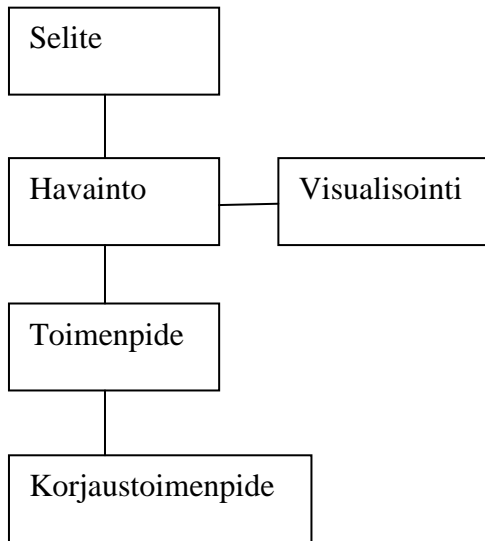 Selite
Havainto
Visualisointi
Toimenpide
Korjaustoimenpide